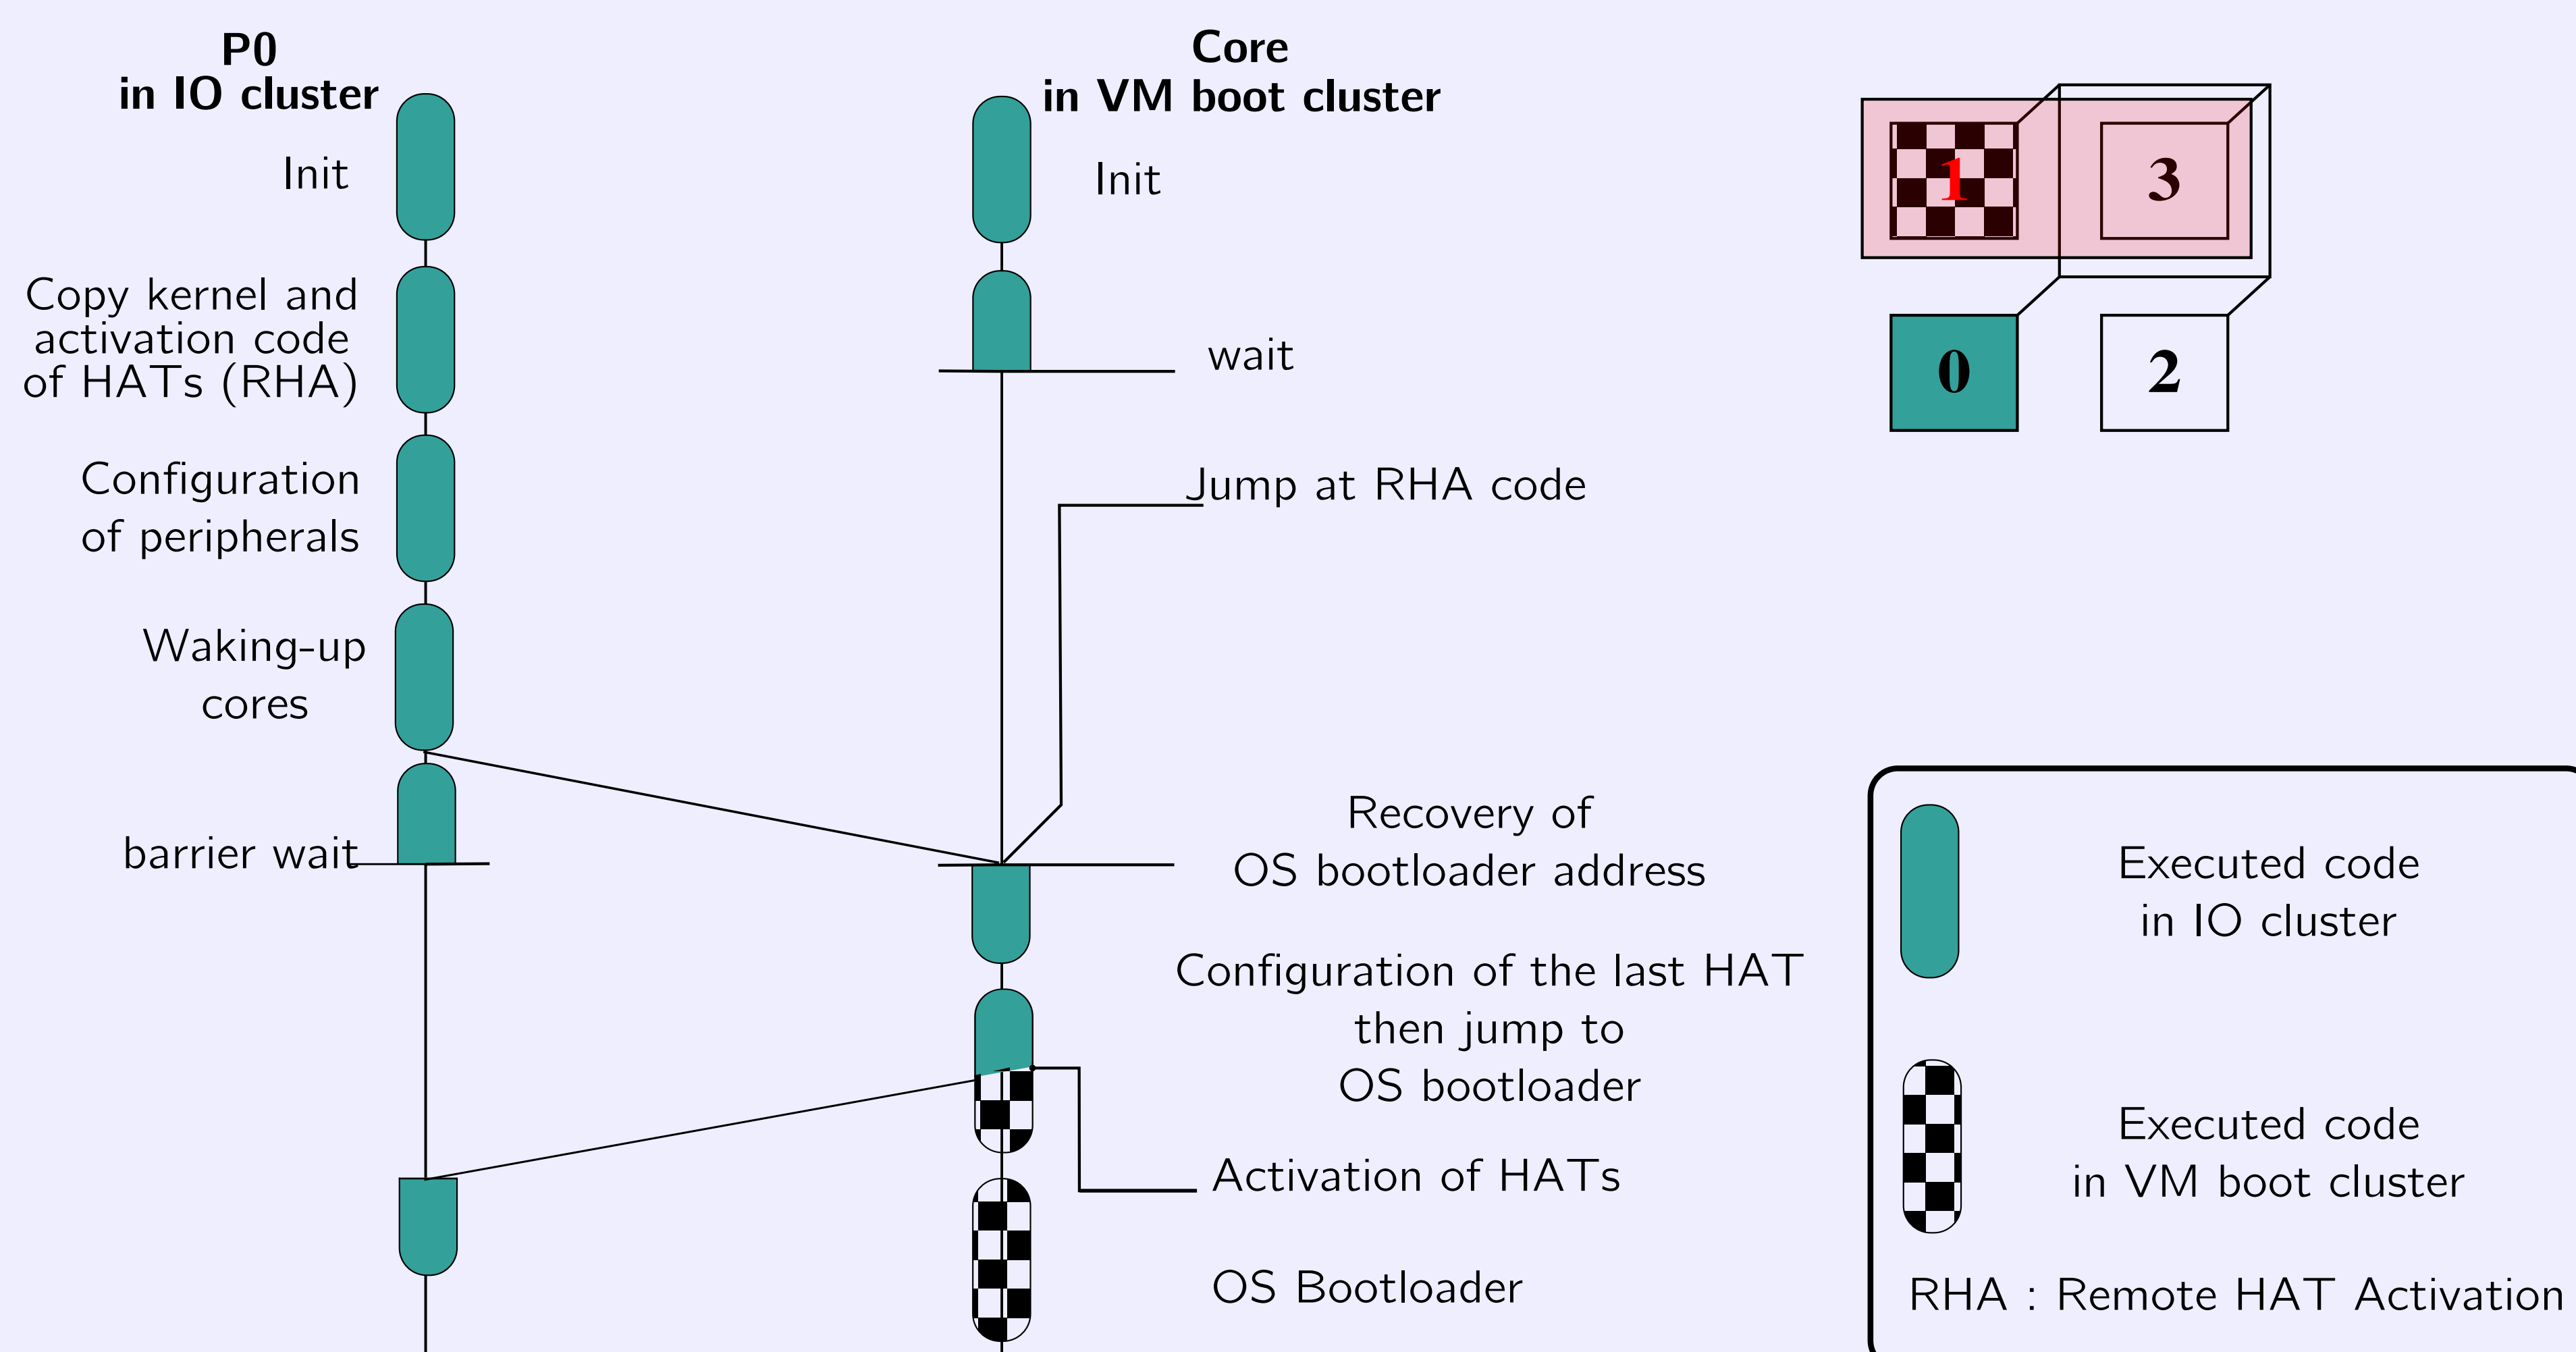 P0
in IO cluster
Init
Copy kernel and
activation code
of HATs (RHA)
Configuration
of peripherals
Waking-up
cores
barrier wait
Core
in VM boot cluster
Init
wait
Jump at RHA code
Recovery of
OS bootloader address
Configuration of the last HAT
then jump to
OS bootloader
Activation of HATs
OS Bootloader
1
3
0
2
Executed code
in IO cluster
Executed code
in VM boot cluster
RHA : Remote HAT Activation